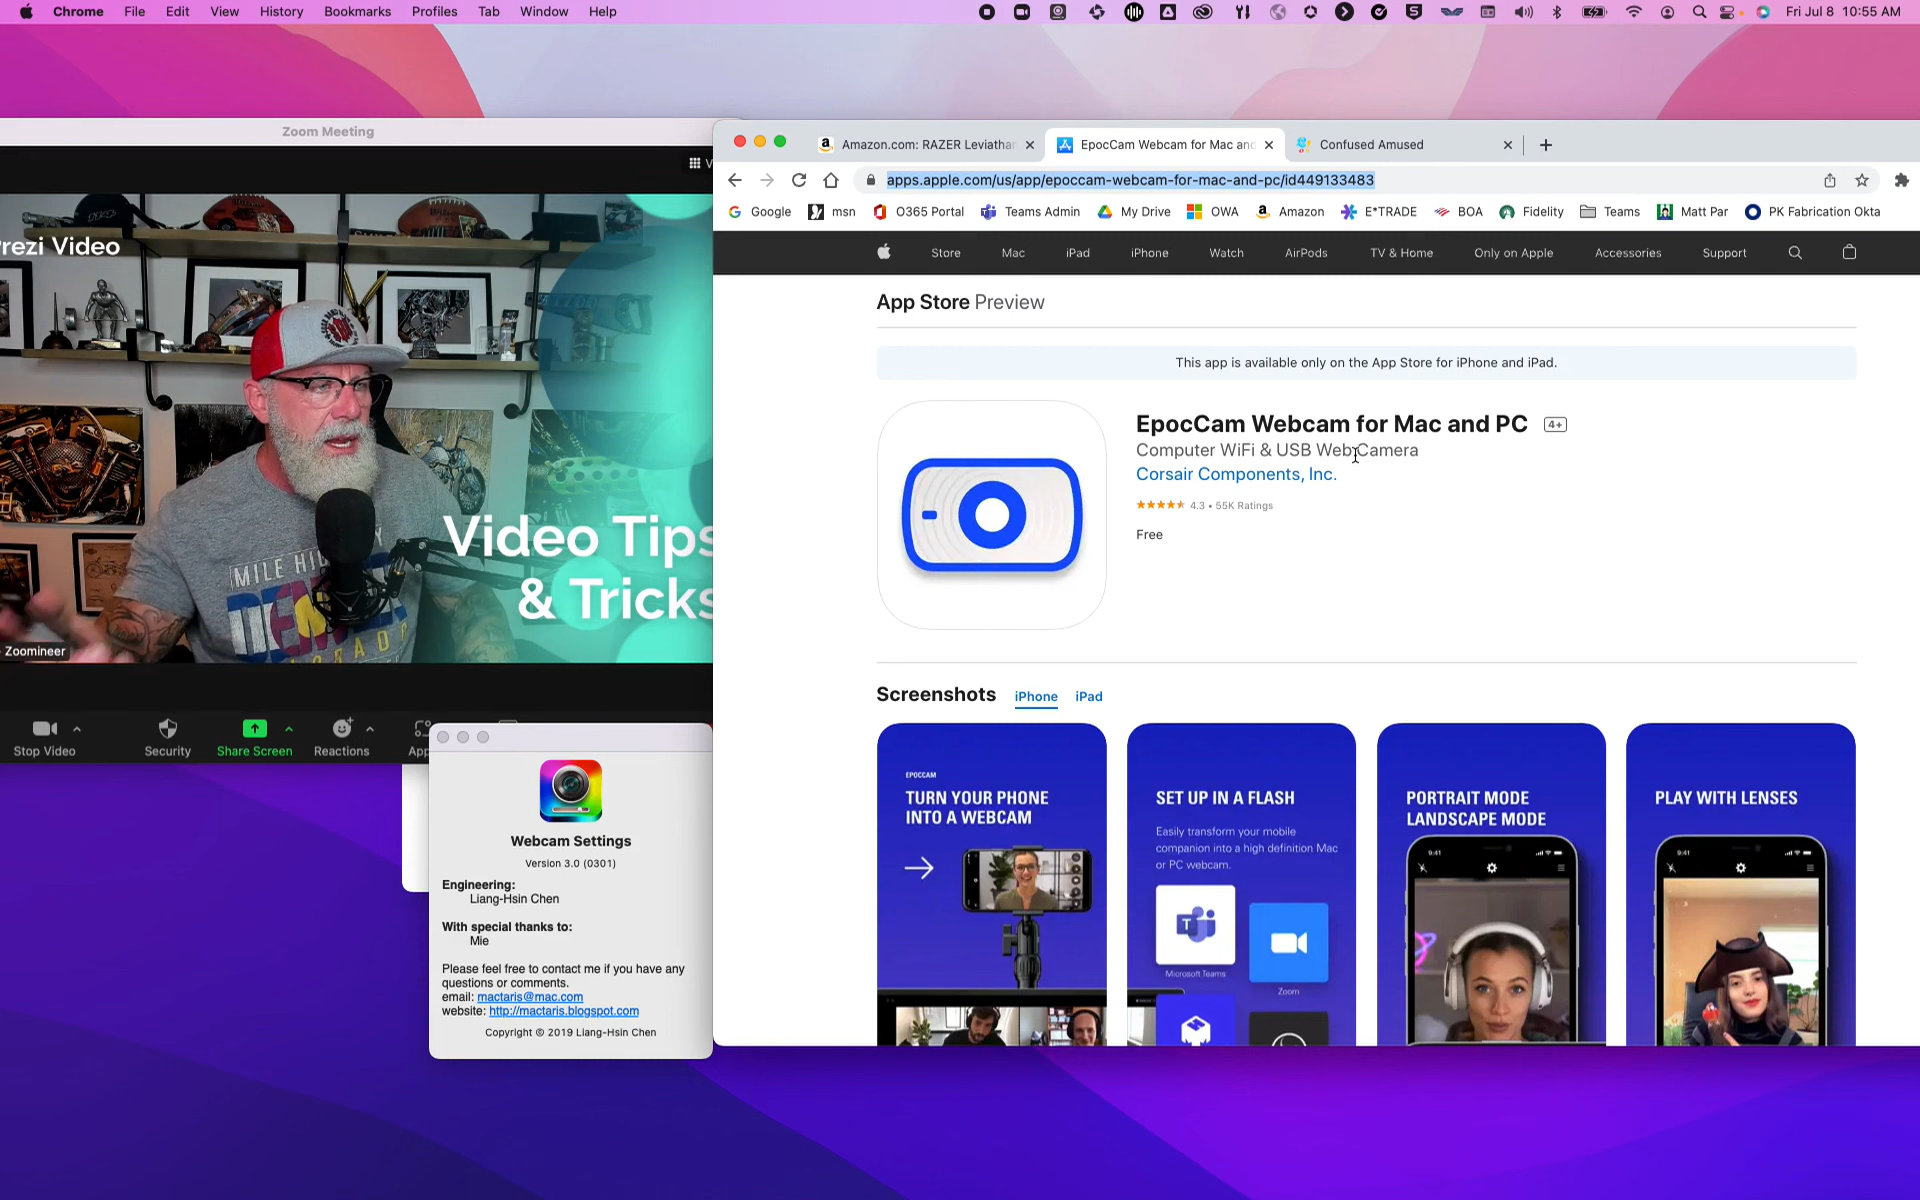 Chrome File Edit View History Bookmarks Profiles Tab Window Help Fri Jul 8 10:55 AM
Zoom Meeting
rezi Video
Video Tips
& Tricks
MILE HI
DEN
ORAD
Zoomineer
Stop Video Security Share Screen Reactions App
Webcam Settings
Version 3.0 (0301)
Engineering:
Liang-Hsin Chen
With special thanks to:
Mie
Please feel free to contact me if you have any
questions or comments.
email: mactaris@mac.com
website: http://mactaris.blogspot.com
Copyright © 2019 Liang-Hsin Chen
Amazon.com: RAZER Leviathan EpocCam Webcam for Mac and Confused Amused
apps.apple.com/us/app/epoccam-webcam-for-mac-and-pc/id449133483
Google msn O365 Portal Teams Admin My Drive OWA Amazon E*TRADE BOA Fidelity Teams Matt Par PK Fabrication Okta
Store Mac iPad iPhone Watch AirPods TV & Home Only on Apple Accessories Support
App Store Preview
This app is available only on the App Store for iPhone and iPad.
EpocCam Webcam for Mac and PC 4+
Computer WiFi & USB WebCamera
Corsair Components, Inc.
4.3 • 55K Ratings
Free
Screenshots iPhone iPad
EPOCCAM
TURN YOUR PHONE
INTO A WEBCAM
SET UP IN A FLASH
Easily transform your mobile
companion into a high definition Mac
or PC webcam.
Microsoft Teams
Zoom
PORTRAIT MODE
LANDSCAPE MODE
9:41
PLAY WITH LENSES
9:41